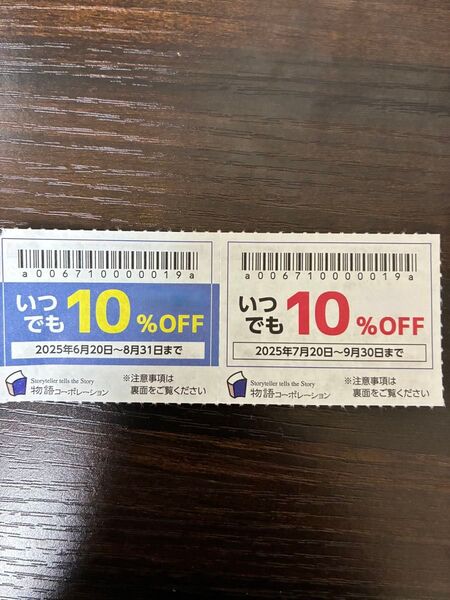 a0067100000019a
いつでも10%OFF
2025年6月20日～8月31日まで
Storyteller tells the Story
物語コーポレーション
※注意事項は
裏面をご覧ください
a0067100000019a
いつでも10%OFF
2025年7月20日～9月30日まで
Storyteller tells the Story
物語コーポレーション
※注意事項は
裏面をご覧ください